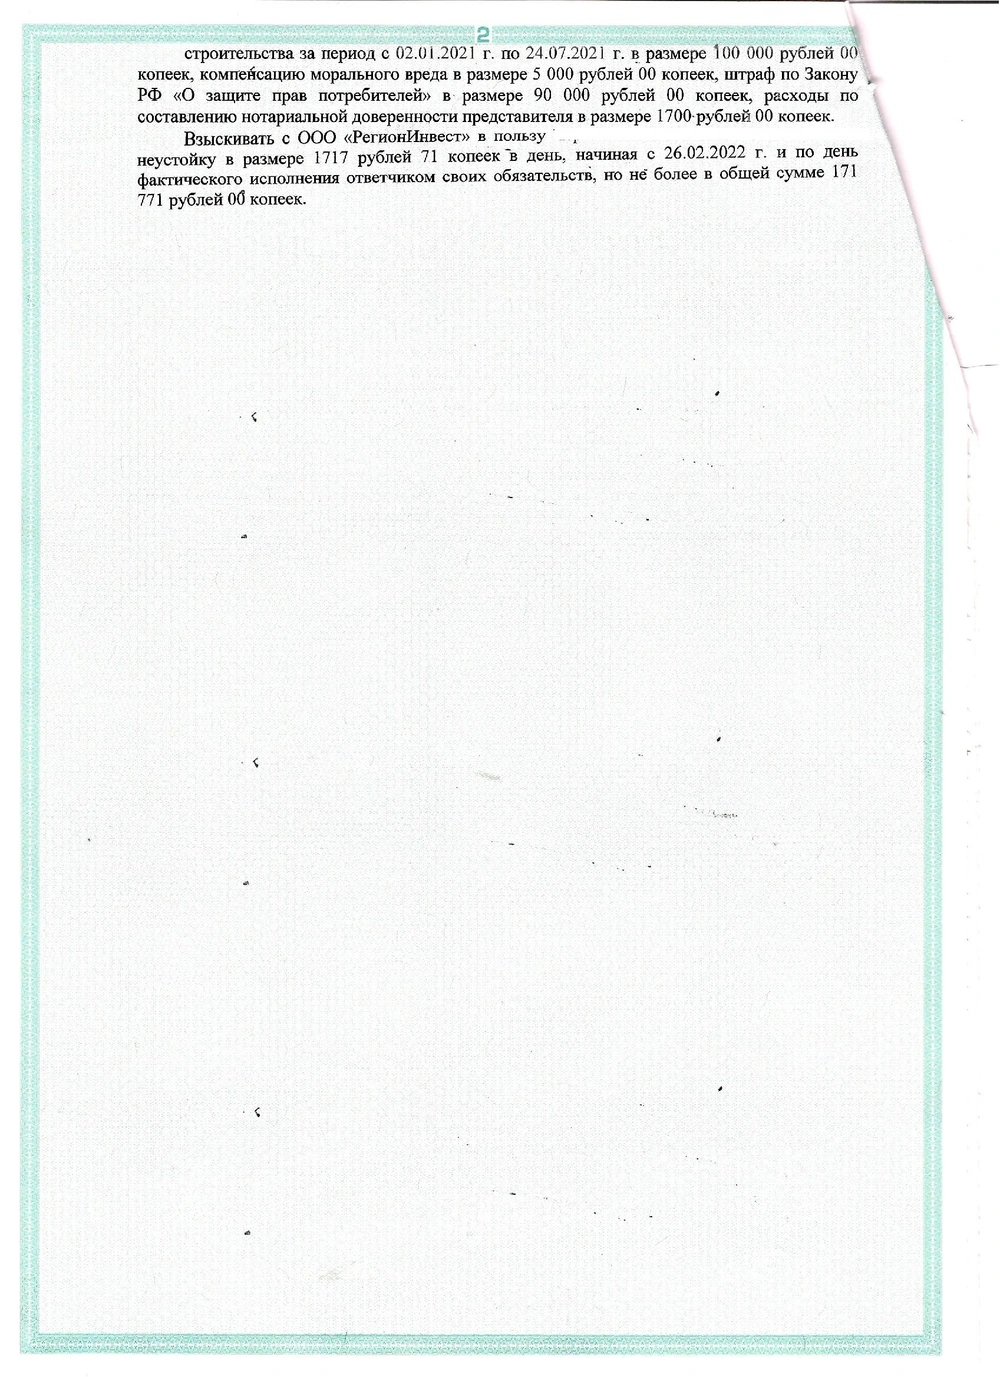 2
строительства за период с 02.01.2021 г. по 24.07.2021 г. в размере 100 000 рублей 00
копеек, компенсацию морального вреда в размере 5 000 рублей 00 копеек, штраф по Закону
РФ «О защите прав потребителей» в размере 90 000 рублей 00 копеек, расходы по
составлению нотариальной доверенности представителя в размере 1700 рублей 00 копеек.
Взыскивать с ООО «РегионИнвест» в пользу
неустойку в размере 1717 рублей 71 копеек в день, начиная с 26.02.2022 г. и по день
фактического исполнения ответчиком своих обязательств, но не более в общей сумме 171
771 рублей 00 копеек.